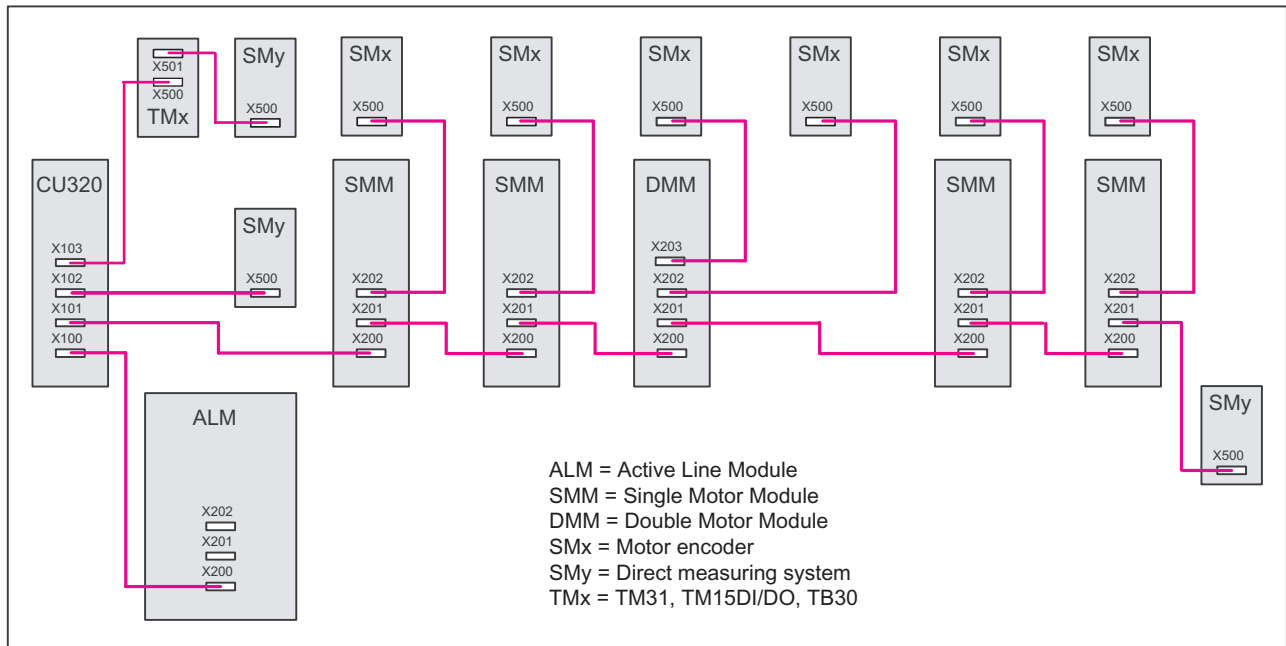 X501
X500
TMx
SMy
X500
SMx
X500
SMx
X500
SMx
X500
SMx
X500
SMx
X500
SMx
X500
CU320
X103
X102
X101
X100
SMy
X500
SMM
X202
X201
X200
SMM
X202
X201
X200
DMM
X203
X202
X201
X200
SMM
X202
X201
X200
SMM
X202
X201
X200
ALM
X202
X201
X200
SMy
X500
ALM = Active Line Module
SMM = Single Motor Module
DMM = Double Motor Module
SMx = Motor encoder
SMy = Direct measuring system
TMx = TM31, TM15DI/DO, TB30